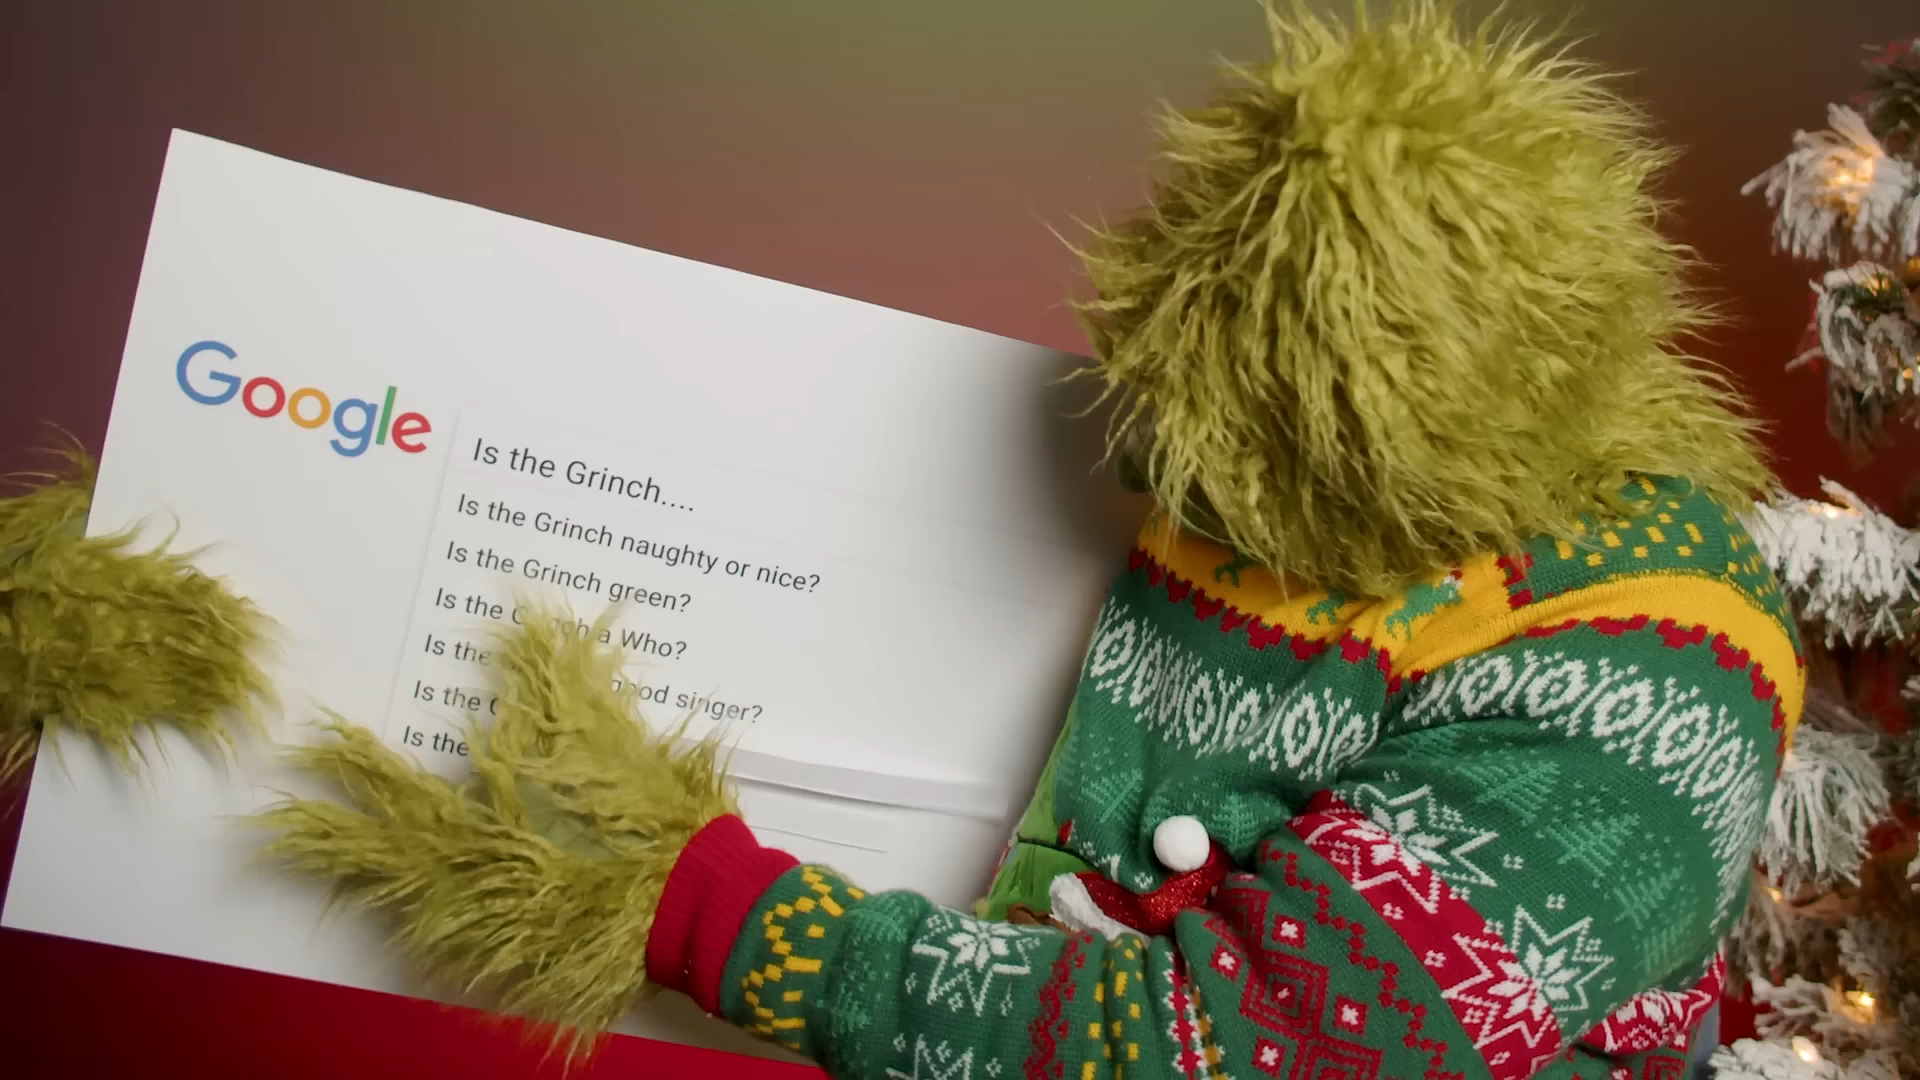 Google
Is the Grinch....
Is the Grinch naughty or nice?
Is the Grinch green?
Is the a Who?
Is the good singer?
Is the
Is the